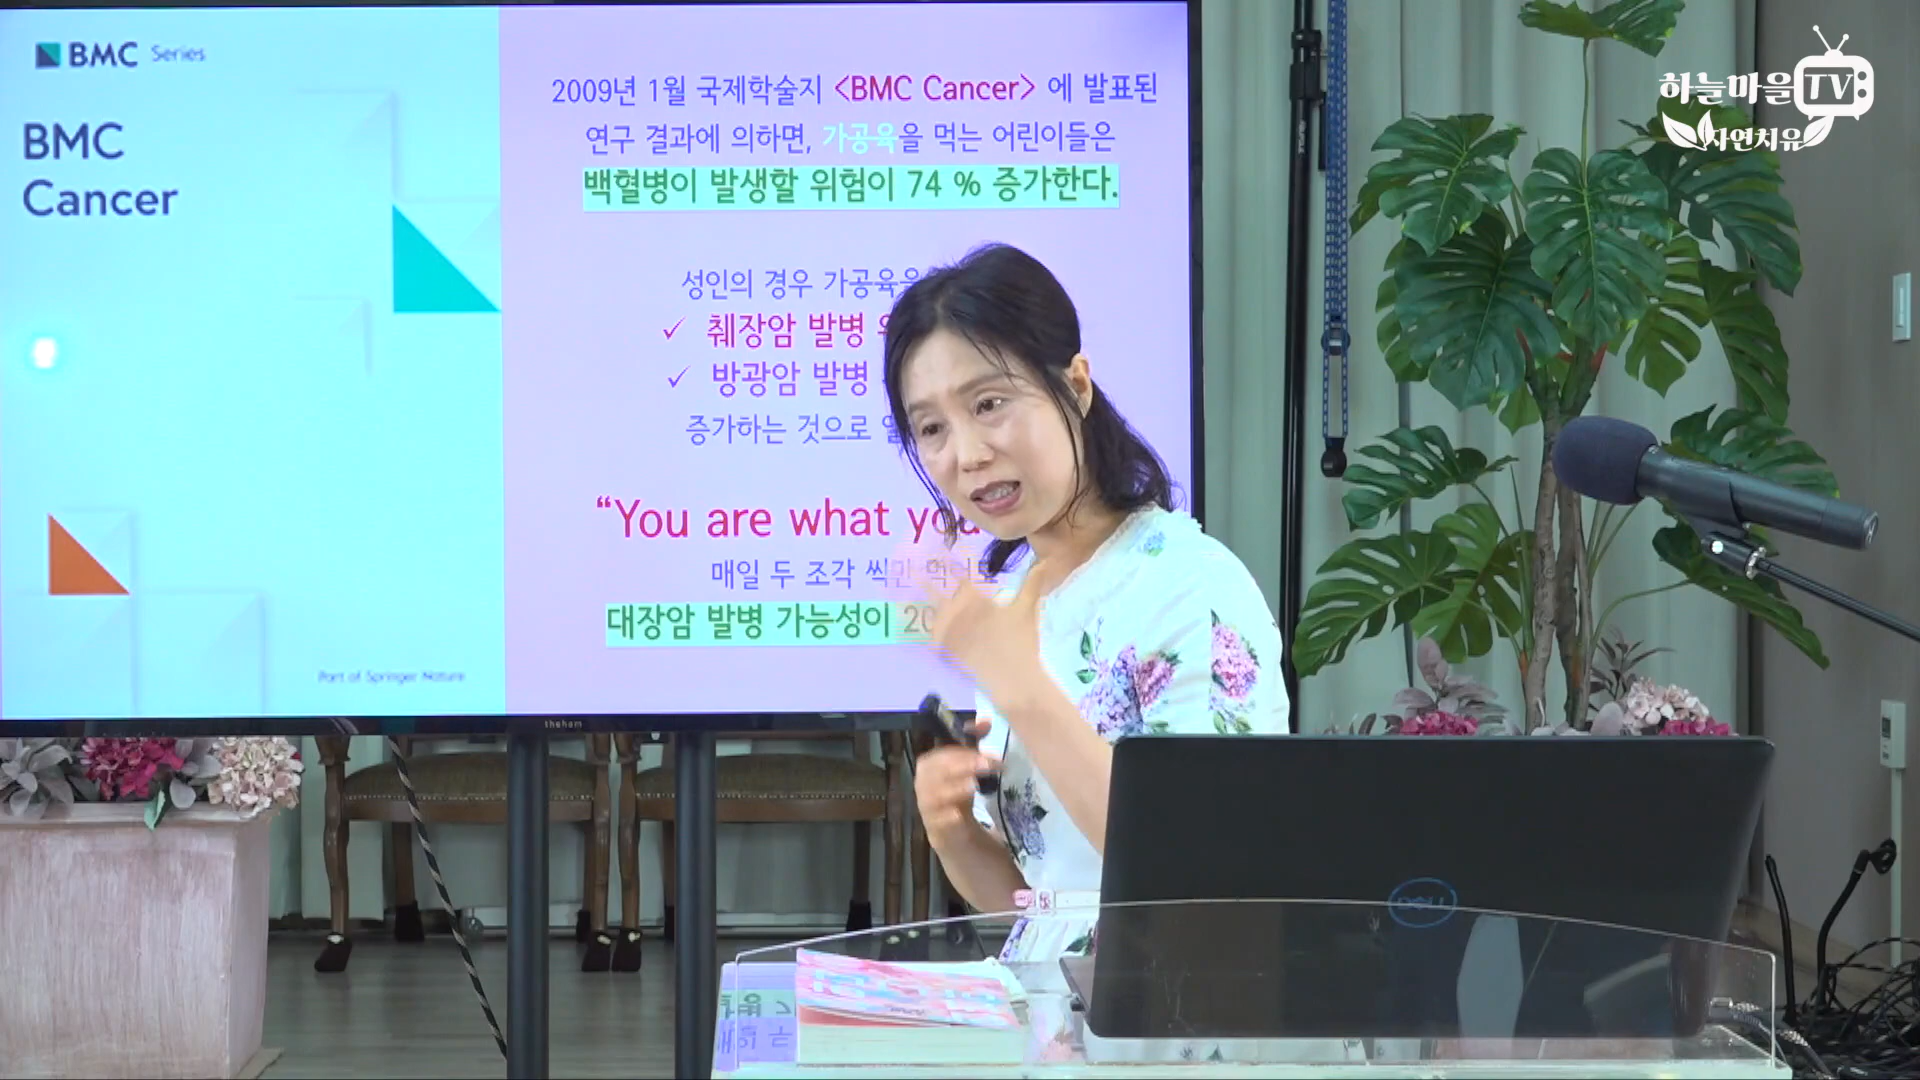 BMC Series
BMC
Cancer
Part of Springer Nature
2009년 1월 국제학술지 <BMC Cancer> 에 발표된
연구 결과에 의하면, 가공육을 먹는 어린이들은
백혈병이 발생할 위험이 74 % 증가한다.
성인의 경우 가공육을
✓ 췌장암 발병
✓ 방광암 발병
증가하는 것으로
“You are what you
매일 두 조각 씩만 먹어도
대장암 발병 가능성이 20
theham
하늘마을TV
자연치유
DELL